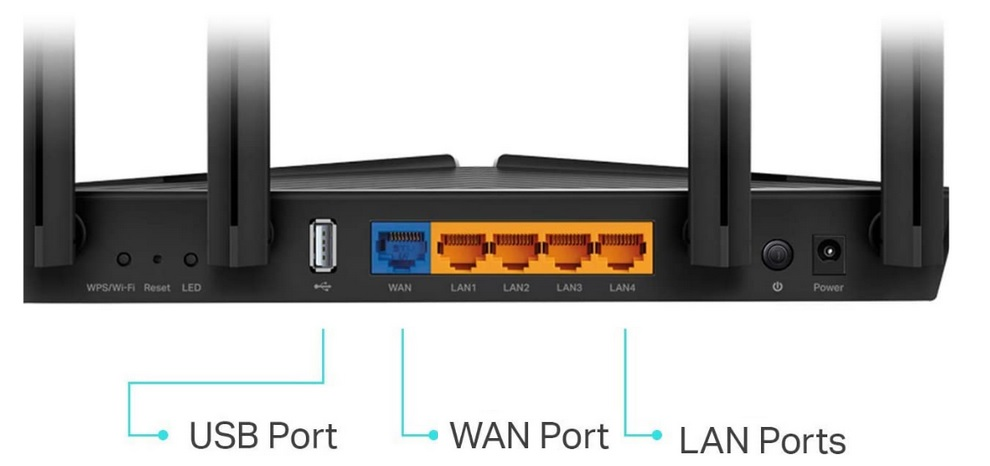 WPS/Wi-Fi Reset LED WAN LAN1 LAN2 LAN3 LAN4 Power
USB Port WAN Port LAN Ports